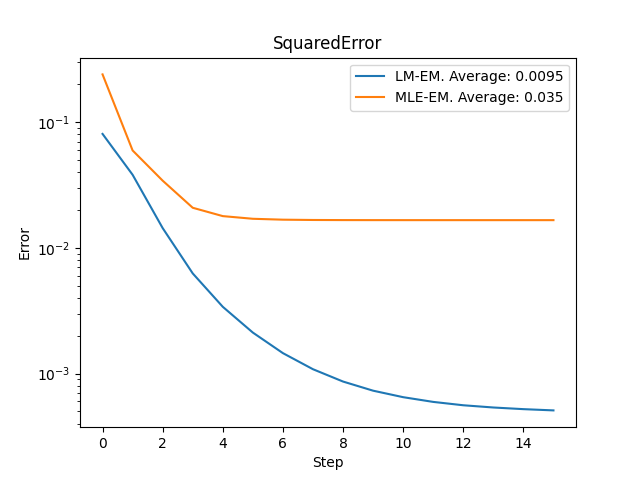 SquaredError
LM-EM. Average: 0.0095
MLE-EM. Average: 0.035
10⁻¹
10⁻²
10⁻³
Error
0 2 4 6 8 10 12 14
Step